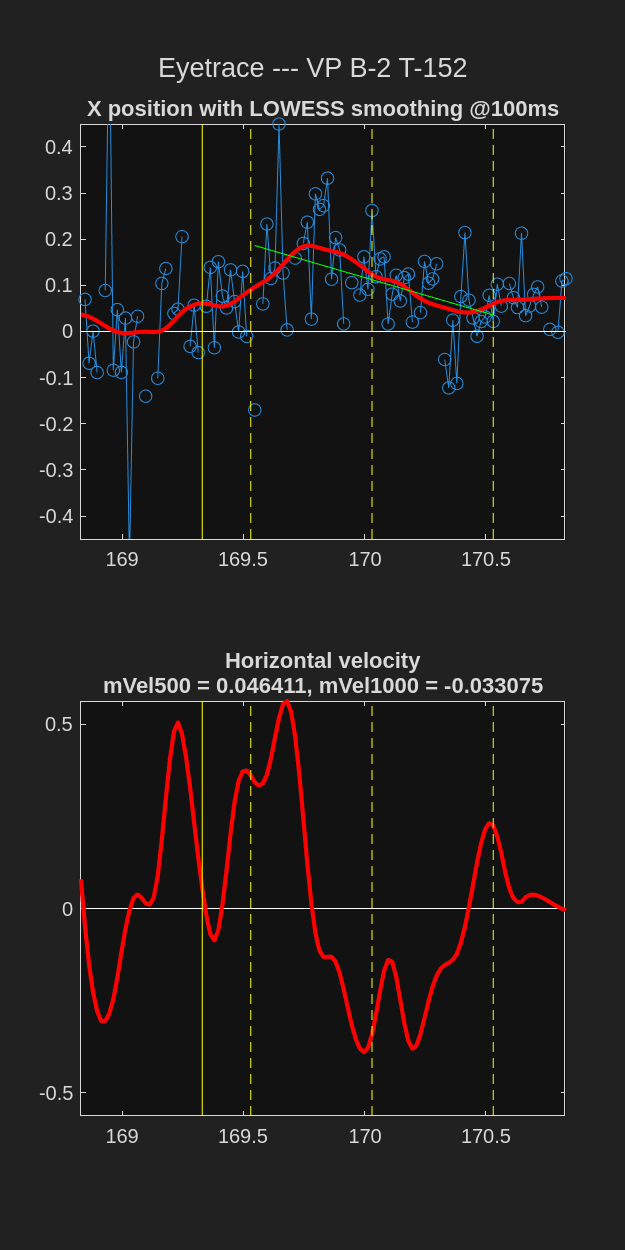 Eyetrace --- VP B-2 T-152
X position with LOWESS smoothing @100ms
0.4
0.3
0.2
0.1
0
-0.1
-0.2
-0.3
-0.4
169 169.5 170 170.5
Horizontal velocity
mVel500 = 0.046411, mVel1000 = -0.033075
0.5
0
-0.5
169 169.5 170 170.5